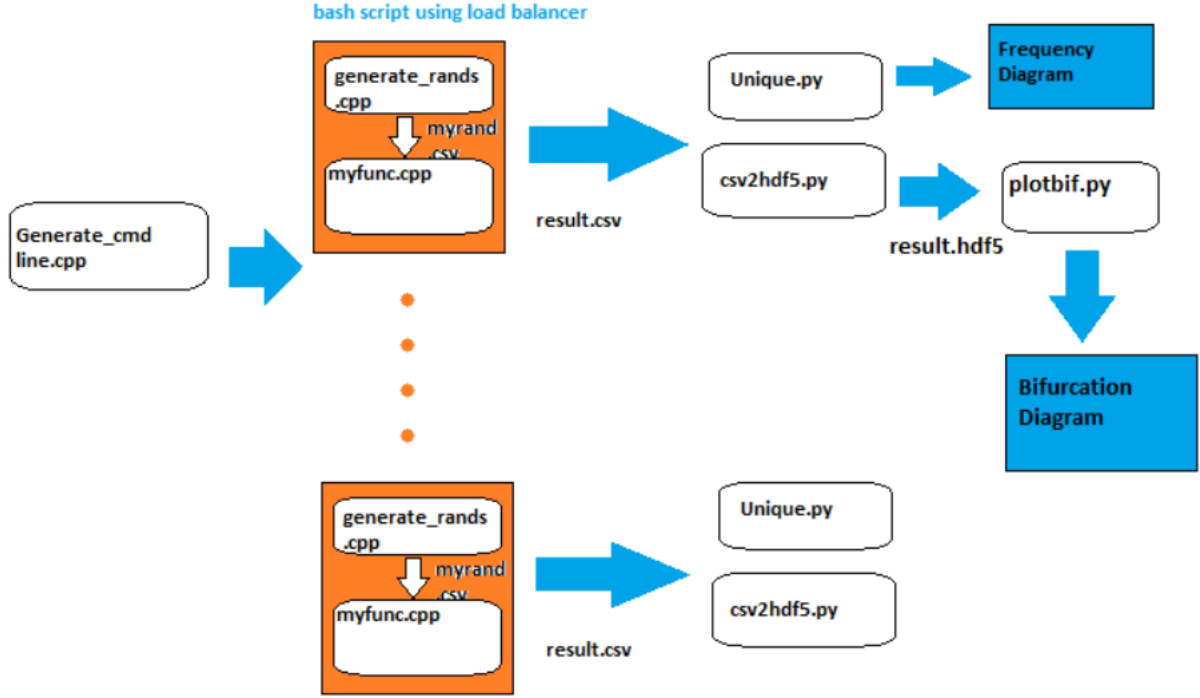 bash script using load balancer
generate_rands
.cpp
myrand
.csv
myfunc.cpp
Generate_cmd
line.cpp
result.csv
Unique.py
Frequency
Diagram
csv2hdf5.py
result.hdf5
plotbif.py
Bifurcation
Diagram
generate_rands
.cpp
myrand
.csv
myfunc.cpp
result.csv
Unique.py
csv2hdf5.py